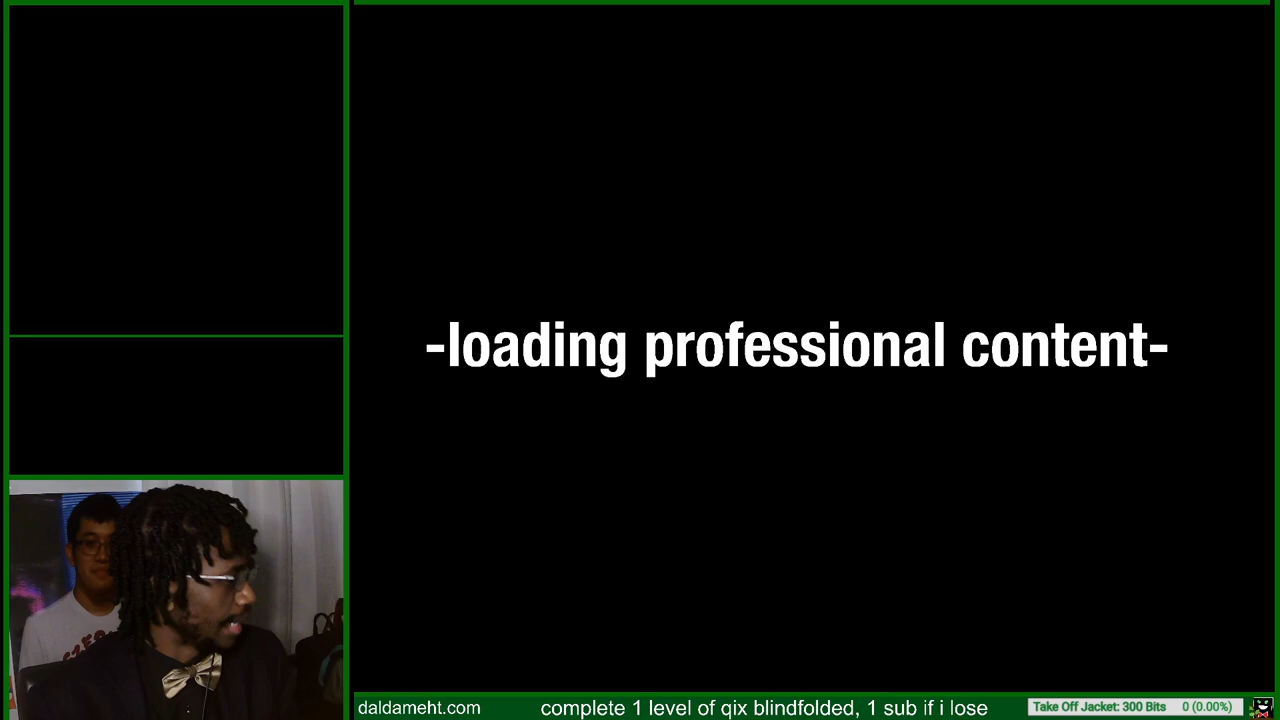 -loading professional content-
daldameht.com
complete 1 level of qix blindfolded, 1 sub if i lose
Take Off Jacket: 300 Bits
0 (0.00%)